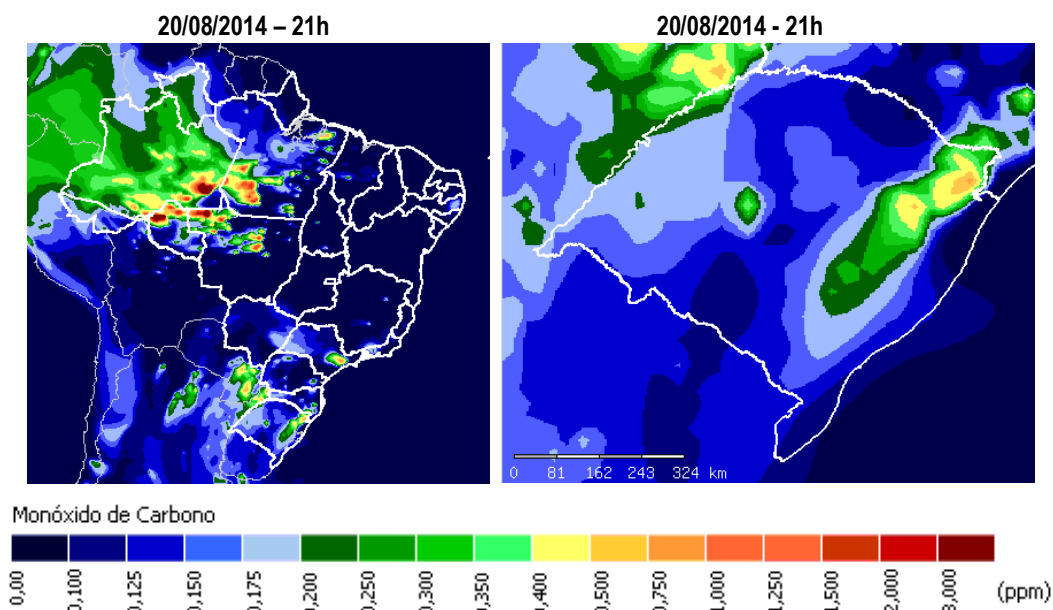 20/08/2014 – 21h
20/08/2014 - 21h
0 81 162 243 324 km
Monóxido de Carbono
0,00 0,100 0,125 0,150 0,175 0,200 0,250 0,300 0,350 0,400 0,500 0,750 1,000 1,250 1,500 2,000 3,000 (ppm)